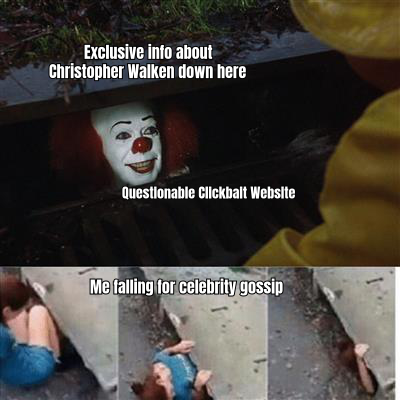 Exclusive info about
Christopher Walken down here
Questionable Clickbait Website
Me falling for celebrity gossip